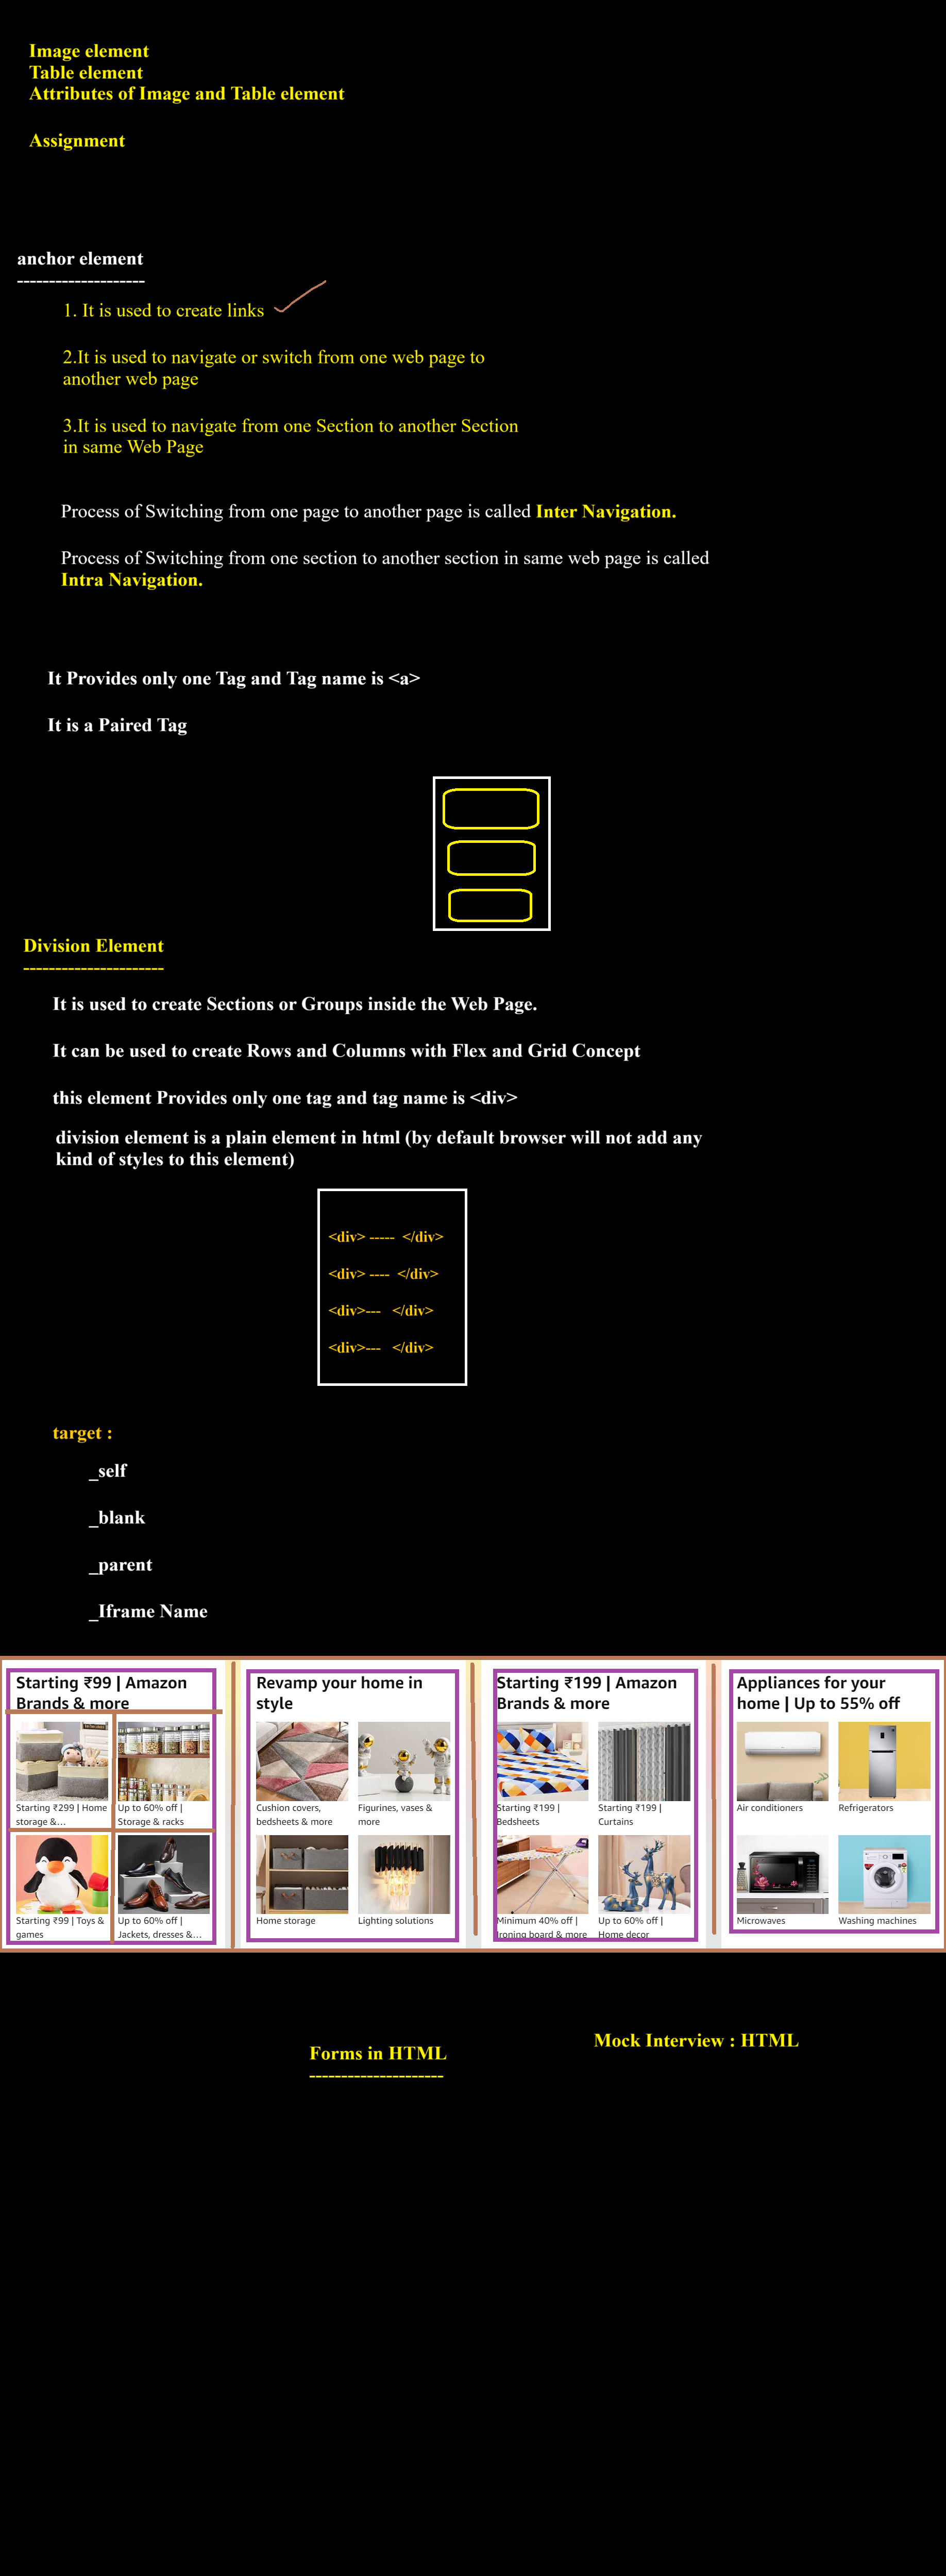 Image element
Table element
Attributes of Image and Table element
Assignment
anchor element
---------------------
1. It is used to create links
2.It is used to navigate or switch from one web page to
another web page
3.It is used to navigate from one Section to another Section
in same Web Page
Process of Switching from one page to another page is called Inter Navigation.
Process of Switching from one section to another section in same web page is called
Intra Navigation.
It Provides only one Tag and Tag name is <a>
It is a Paired Tag
Division Element
-----------------------
It is used to create Sections or Groups inside the Web Page.
It can be used to create Rows and Columns with Flex and Grid Concept
this element Provides only one tag and tag name is <div>
division element is a plain element in html (by default browser will not add any
kind of styles to this element)
<div> ----- </div>
<div> ---- </div>
<div>--- </div>
<div>--- </div>
target :
_self
_blank
_parent
_Iframe Name
Starting ₹99 | Amazon
Brands & more
Starting ₹299 | Home
storage &...
Up to 60% off |
Storage & racks
Starting ₹99 | Toys &
games
Up to 60% off |
Jackets, dresses &...
Revamp your home in
style
Cushion covers,
bedsheets & more
Figurines, vases &
more
Home storage
Lighting solutions
Starting ₹199 | Amazon
Brands & more
Starting ₹199 |
Bedsheets
Starting ₹199 |
Curtains
Minimum 40% off |
Ironing board & more
Up to 60% off |
Home decor
Appliances for your
home | Up to 55% off
Air conditioners
Refrigerators
Microwaves
Washing machines
Mock Interview : HTML
Forms in HTML
----------------------